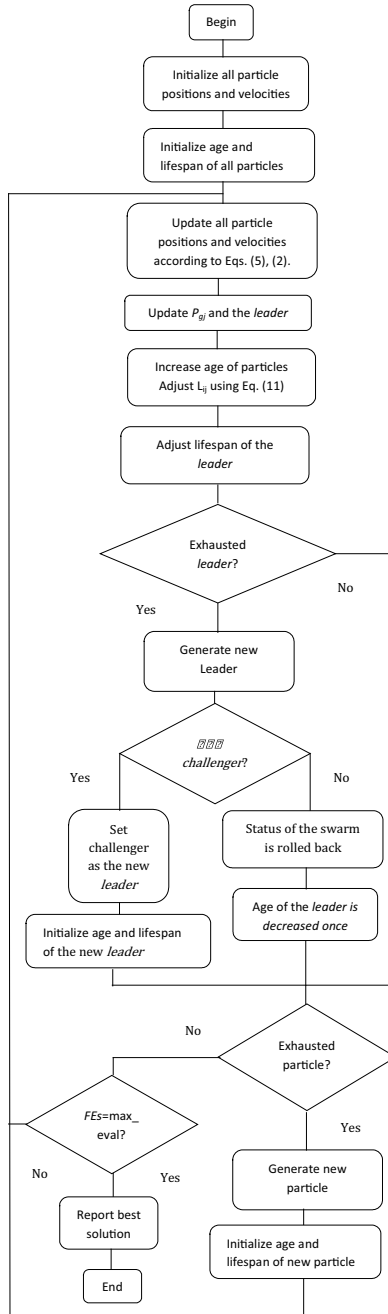 Begin
Initialize all particle
positions and velocities
Initialize age and
lifespan of all particles
Update all particle
positions and velocities
according to Eqs. (5), (2).
Update Pgj and the leader
Increase age of particles
Adjust Lij using Eq. (11)
Adjust lifespan of the
leader
Exhausted
leader?
No
Yes
Generate new
Leader
challenger?
Yes
No
Set
challenger
as the new
leader
Status of the swarm
is rolled back
Initialize age and lifespan
of the new leader
Age of the leader is
decreased once
No
Exhausted
particle?
FEs=max_
eval?
Yes
No
Yes
Generate new
particle
Report best
solution
Initialize age and
lifespan of new particle
End